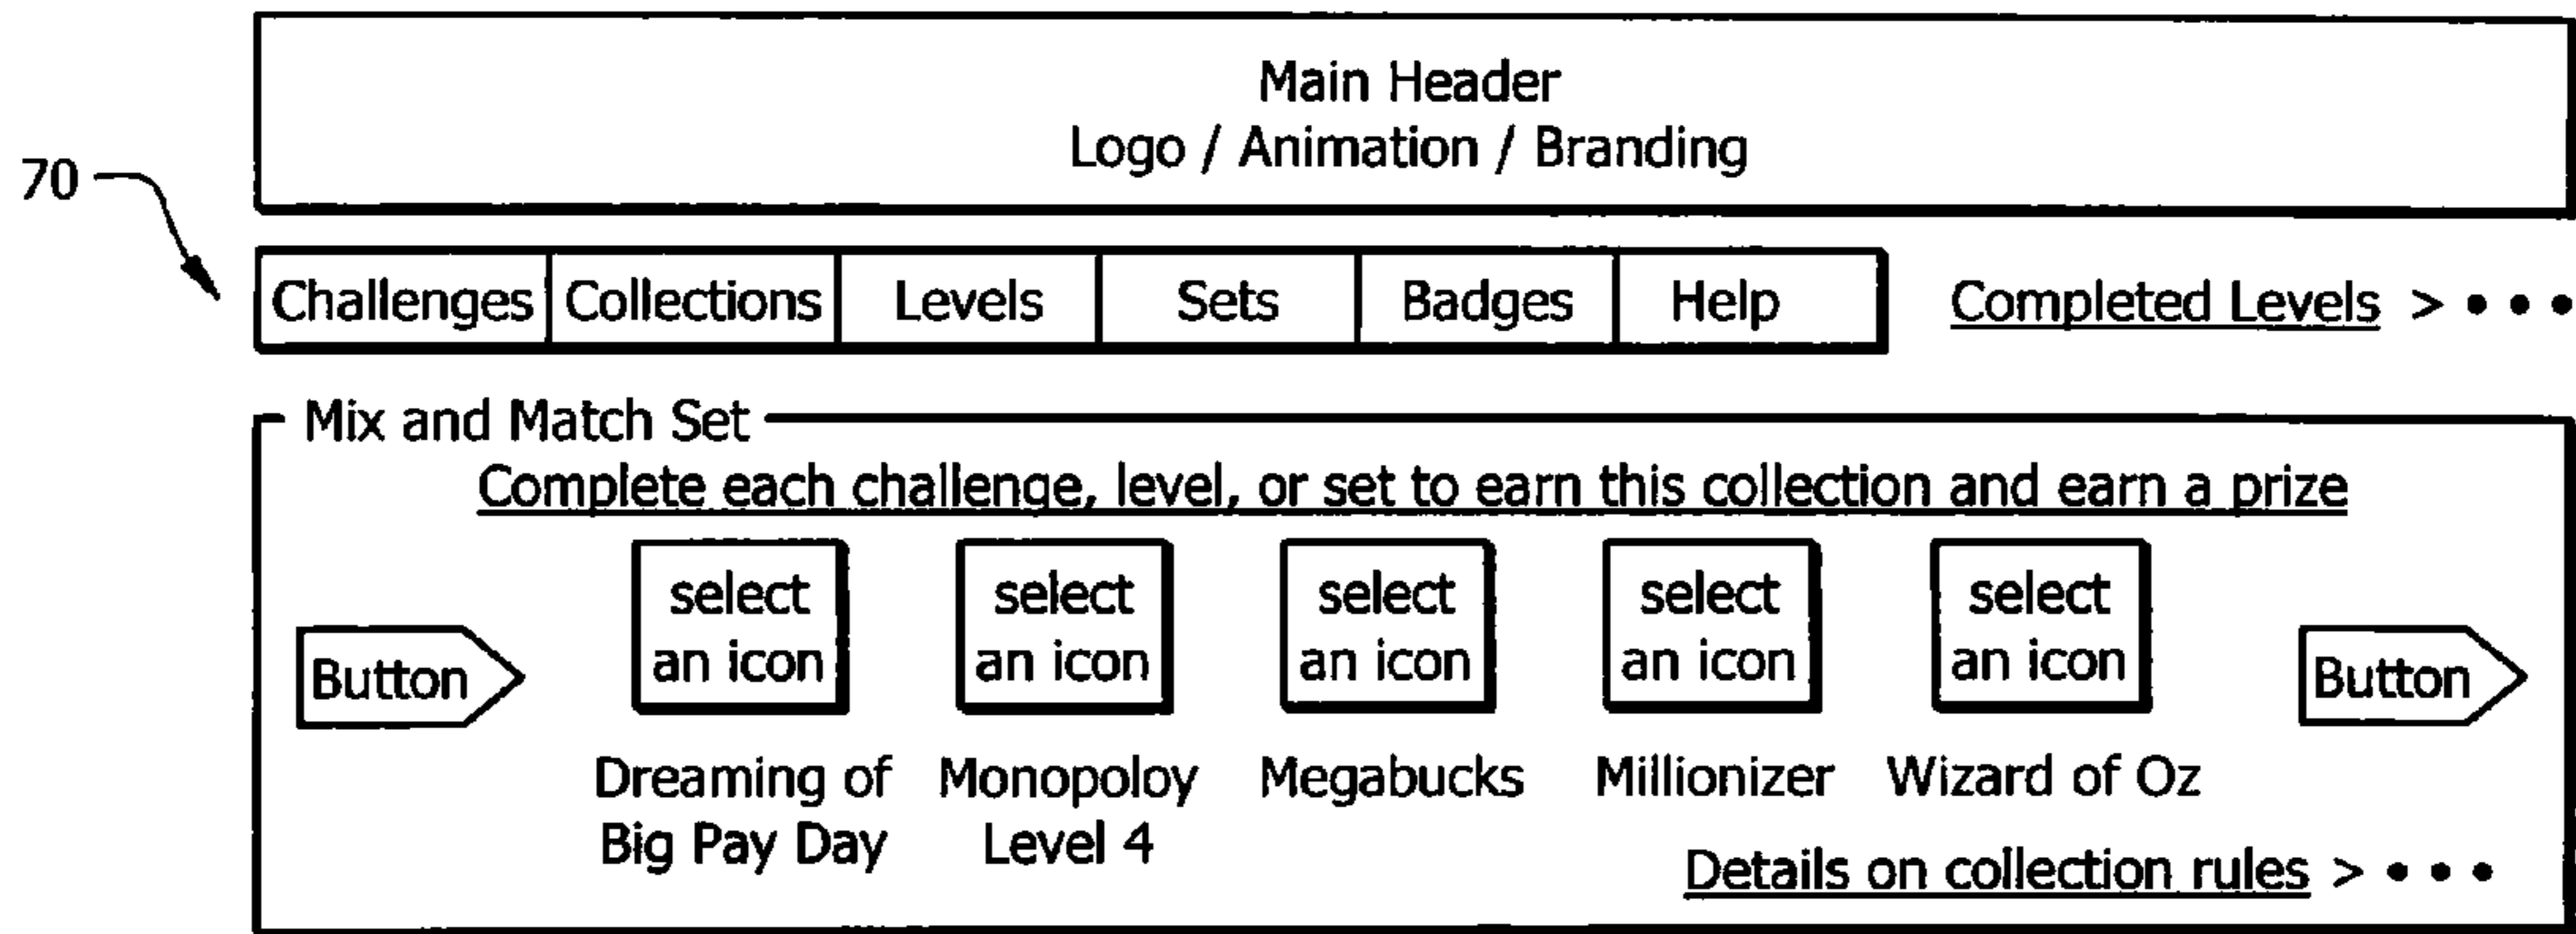 Main Header
Logo / Animation / Branding
70
Challenges Collections Levels Sets Badges Help Completed Levels > • • •
Mix and Match Set
Complete each challenge, level, or set to earn this collection and earn a prize
select an icon select an icon select an icon select an icon select an icon
Button Button
Dreaming of Big Pay Day Monopoloy Level 4 Megabucks Millionizer Wizard of Oz
Details on collection rules > • • •